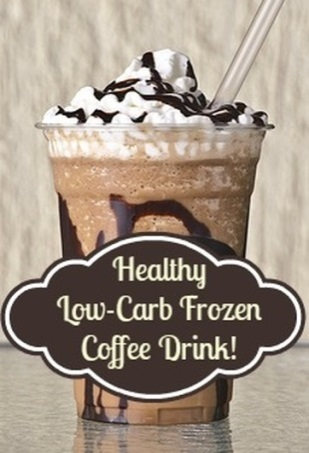 Healthy
Low-Carb Frozen
Coffee Drink!